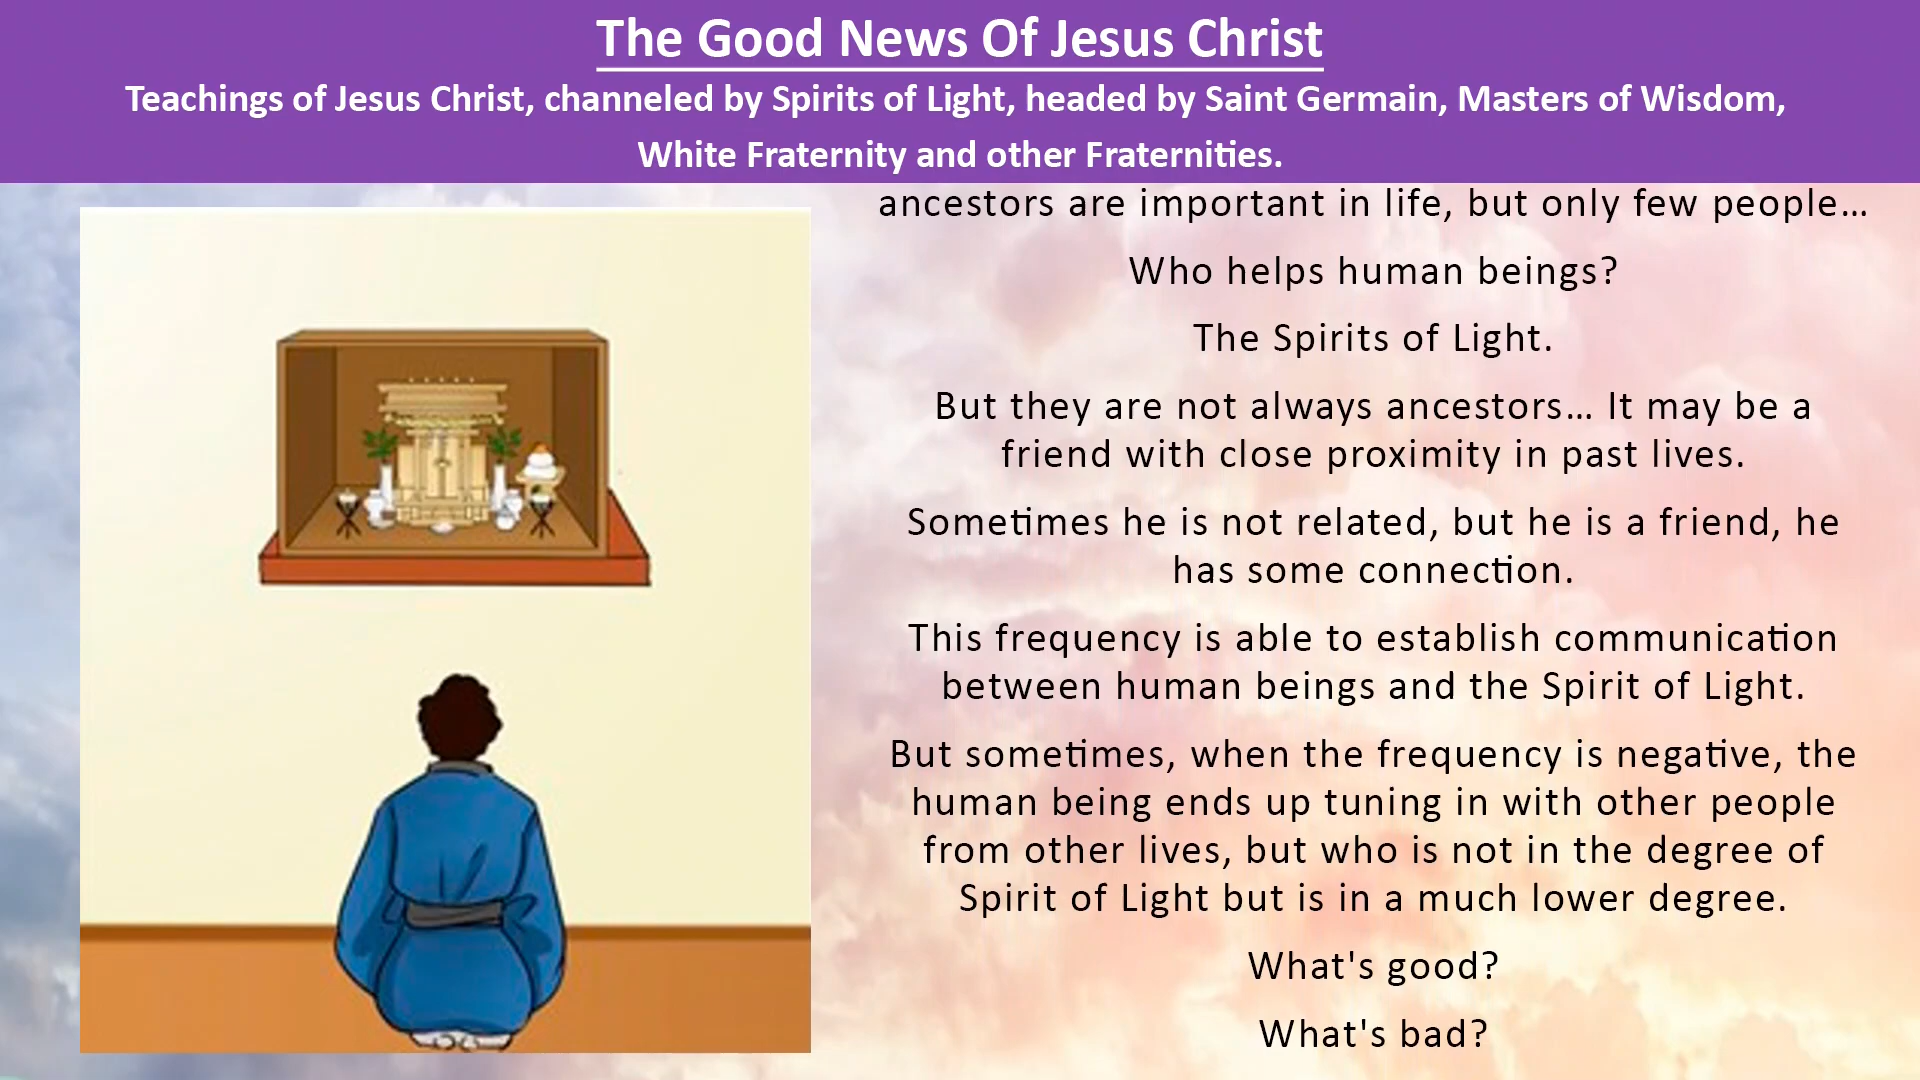 The Good News Of Jesus Christ
Teachings of Jesus Christ, channeled by Spirits of Light, headed by Saint Germain, Masters of Wisdom,
White Fraternity and other Fraternities.
ancestors are important in life, but only few people...
Who helps human beings?
The Spirits of Light.
But they are not always ancestors... It may be a
friend with close proximity in past lives.
Sometimes he is not related, but he is a friend, he
has some connection.
This frequency is able to establish communication
between human beings and the Spirit of Light.
But sometimes, when the frequency is negative, the
human being ends up tuning in with other people
from other lives, but who is not in the degree of
Spirit of Light but is in a much lower degree.
What's good?
What's bad?